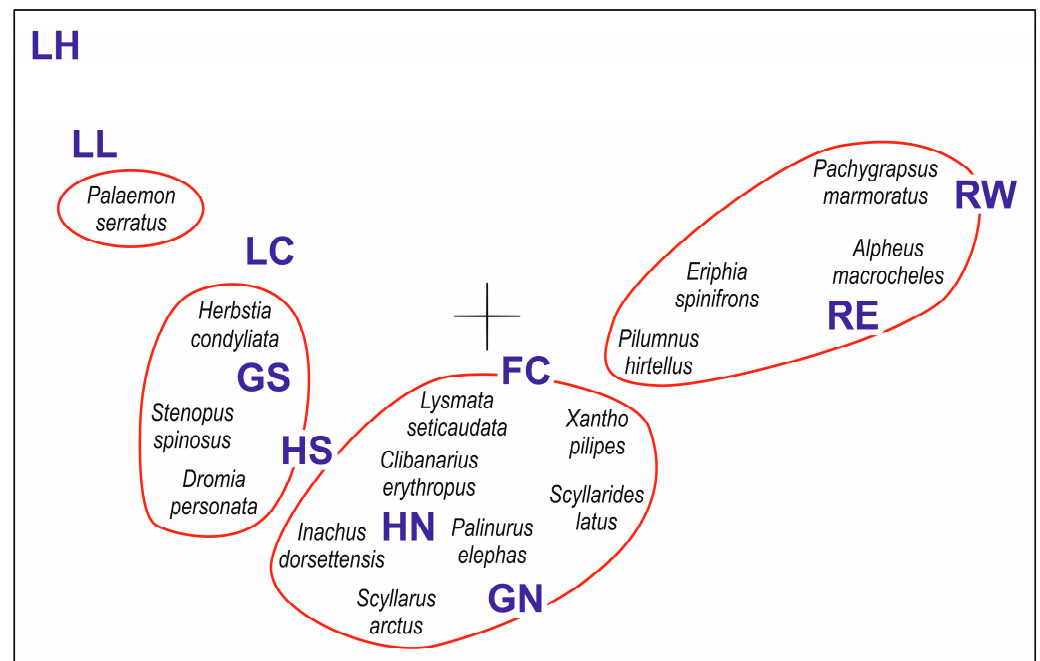 LH
LL
Palaemon
serratus
LC
Herbstia
condyliata
GS
Stenopus
spinosus
HS
Dromia
personata
FC
Lysmata
seticaudata
Xantho
pilipes
Clibanarius
erythropus
Scyllarides
latus
HN
Inachus
dorsettensis
Palinurus
elephas
Scyllarus
arctus
GN
Pachygrapsus
marmoratus
RW
Alpheus
macrocheles
Eriphia
spinifrons
RE
Pilumnus
hirtellus